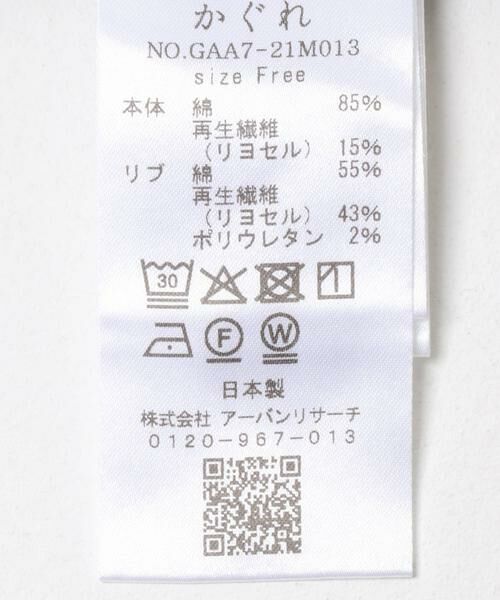 かぐれ
NO.GAA7-21M013
size Free
本体 綿 85%
再生繊維
(リヨセル) 15%
リブ 綿 55%
再生繊維
(リヨセル) 43%
ポリウレタン 2%
30
F W
日本製
株式会社 アーバンリサーチ
0120-967-013